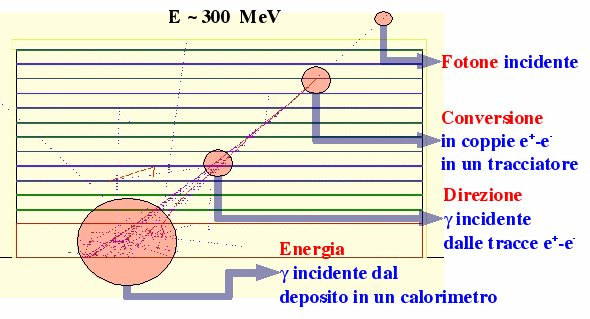 E ~ 300 MeV
Fotone incidente
Conversione
in coppie e⁺-e⁻
in un tracciatore
Direzione
γ incidente
dalle tracce e⁺-e⁻
Energia
γ incidente dal
deposito in un calorimetro